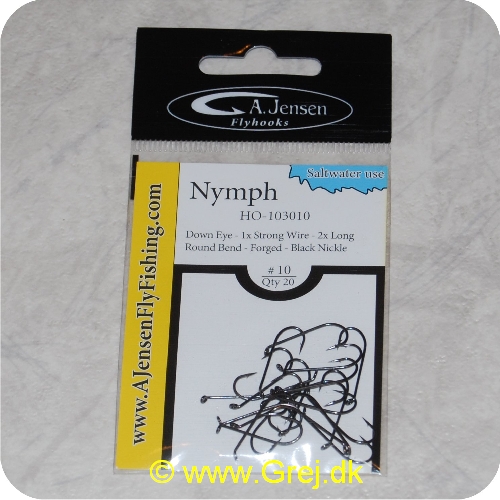 A.Jensen
Flyhooks
Saltwater use
Nymph
HO-103010
Down Eye - 1x Strong Wire - 2x Long
Round Bend - Forged - Black Nickle
# 10
Qty 20
www.AJensenFlyFishing.com
© www.Grej.dk